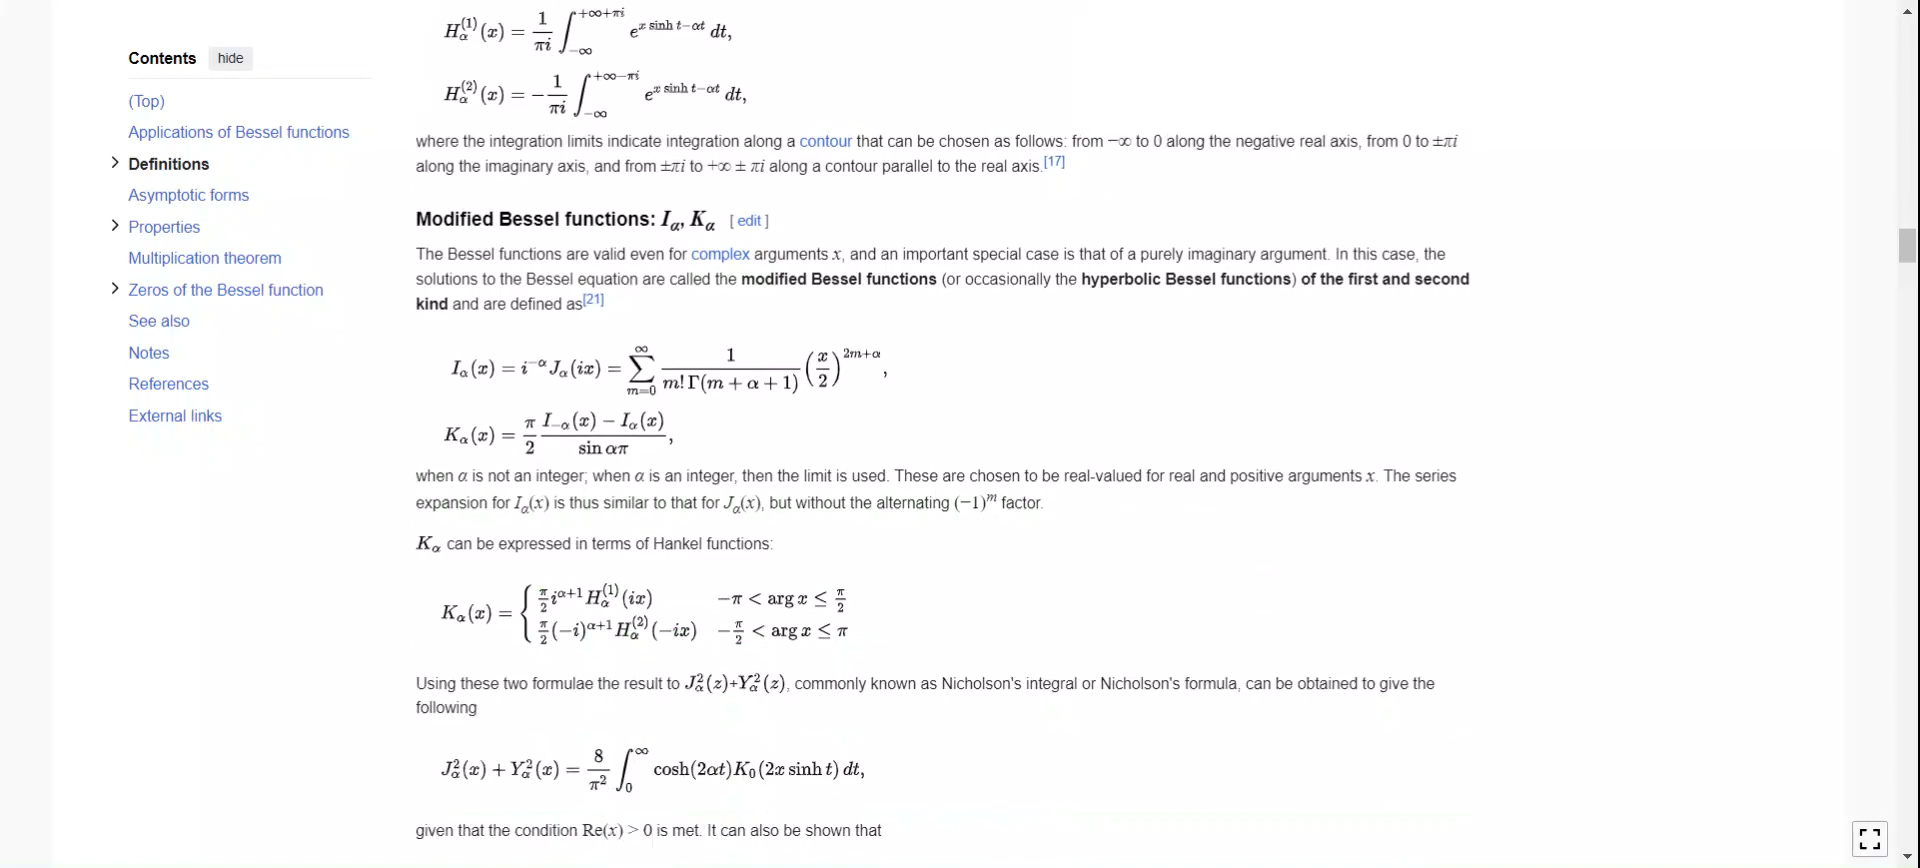 H_α^(1)(x) = 1/(πi) ∫_{−∞}^{+∞+πi} e^{x sinh t−αt} dt,
H_α^(2)(x) = −1/(πi) ∫_{−∞}^{+∞−πi} e^{x sinh t−αt} dt,
where the integration limits indicate integration along a contour that can be chosen as follows: from −∞ to 0 along the negative real axis, from 0 to ±πi
along the imaginary axis, and from ±πi to +∞ ± πi along a contour parallel to the real axis.[17]
Modified Bessel functions: I_α, K_α [ edit ]
The Bessel functions are valid even for complex arguments x, and an important special case is that of a purely imaginary argument. In this case, the
solutions to the Bessel equation are called the modified Bessel functions (or occasionally the hyperbolic Bessel functions) of the first and second
kind and are defined as[21]
I_α(x) = i^{−α} J_α(ix) = ∑_{m=0}^{∞} 1/(m! Γ(m + α + 1)) (x/2)^{2m+α},
K_α(x) = π/2 (I_{−α}(x) − I_α(x))/(sin απ),
when α is not an integer; when α is an integer, then the limit is used. These are chosen to be real-valued for real and positive arguments x. The series
expansion for I_α(x) is thus similar to that for J_α(x), but without the alternating (−1)^m factor.
K_α can be expressed in terms of Hankel functions:
K_α(x) = { π/2 i^{α+1} H_α^(1)(ix) −π < arg x ≤ π/2
π/2 (−i)^{α+1} H_α^(2)(−ix) −π/2 < arg x ≤ π
Using these two formulae the result to J_α^2(z)+Y_α^2(z), commonly known as Nicholson's integral or Nicholson's formula, can be obtained to give the
following
J_α^2(x) + Y_α^2(x) = 8/π^2 ∫_0^∞ cosh(2αt) K_0(2x sinh t) dt,
given that the condition Re(x) > 0 is met. It can also be shown that
Contents hide
(Top)
Applications of Bessel functions
Definitions
Asymptotic forms
Properties
Multiplication theorem
Zeros of the Bessel function
See also
Notes
References
External links